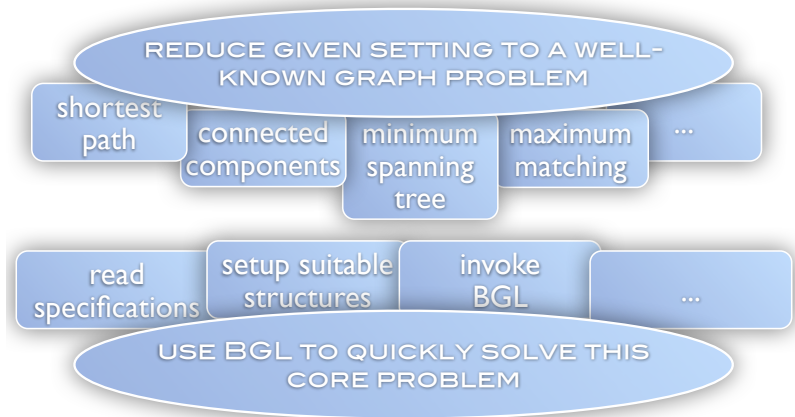 REDUCE GIVEN SETTING TO A WELL-
KNOWN GRAPH PROBLEM
shortest
path
connected
components
minimum
spanning
tree
maximum
matching
...
read
specifications
setup suitable
structures
invoke
BGL
...
USE BGL TO QUICKLY SOLVE THIS
CORE PROBLEM